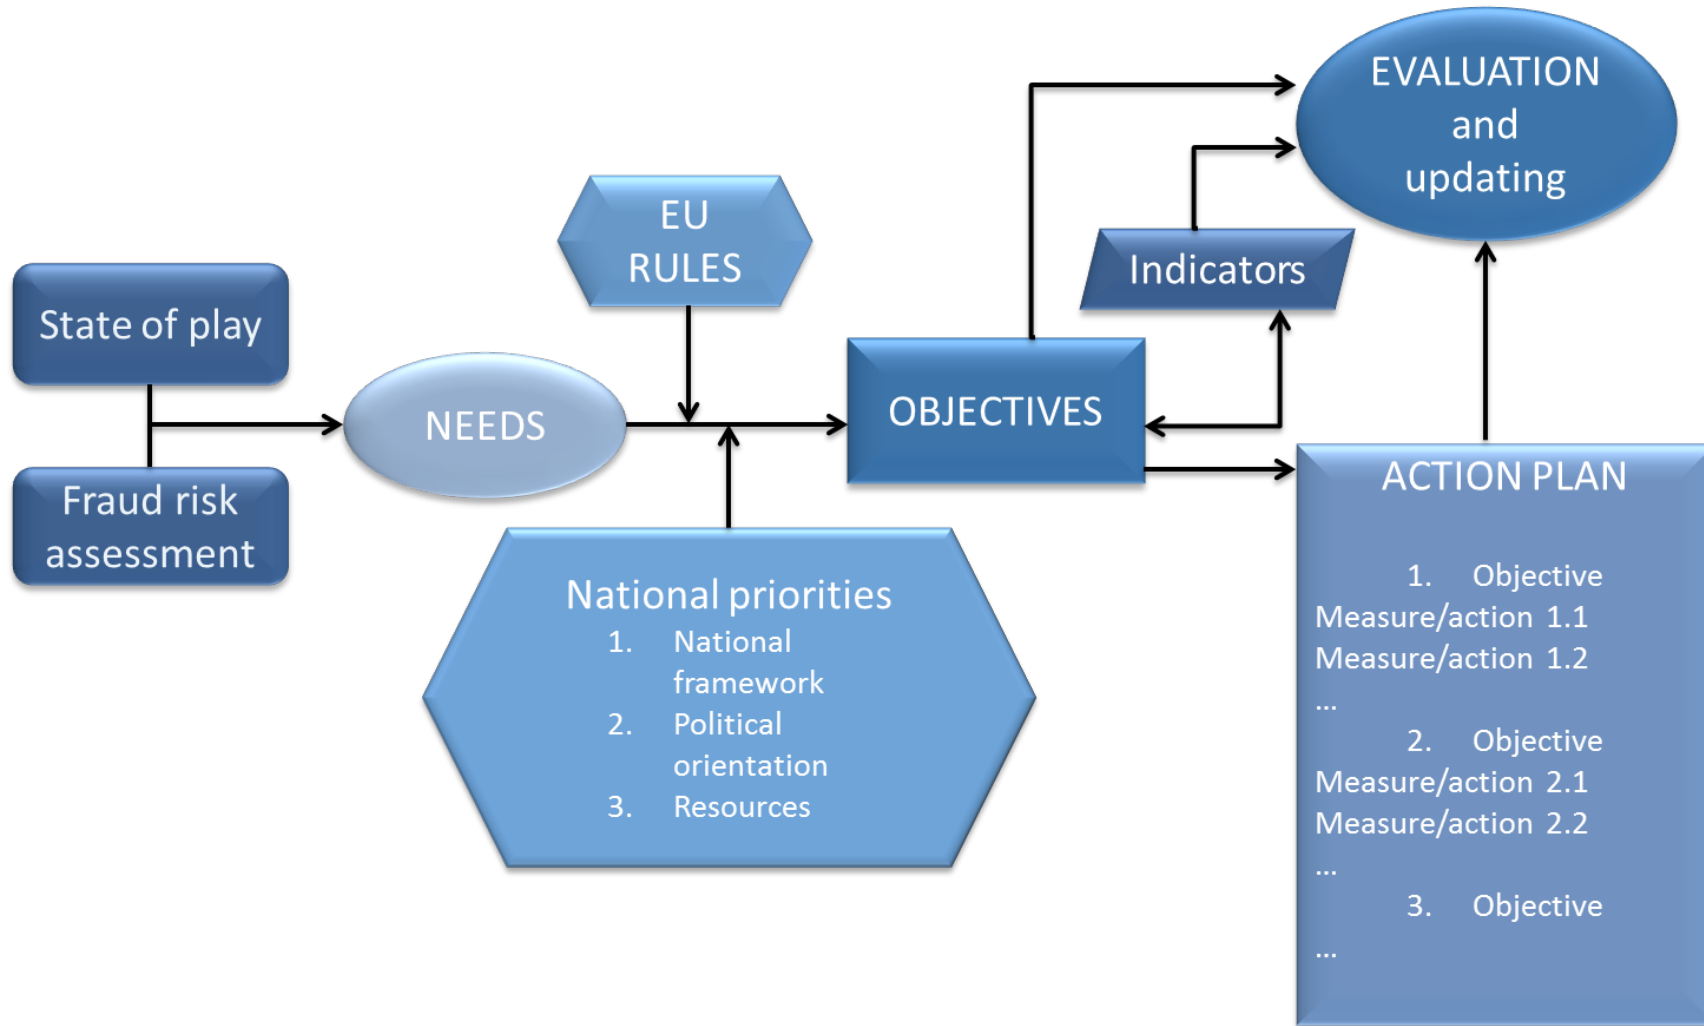 State of play
Fraud risk
assessment
NEEDS
EU
RULES
National priorities
1. National
framework
2. Political
orientation
3. Resources
OBJECTIVES
Indicators
EVALUATION
and
updating
ACTION PLAN
1. Objective
Measure/action 1.1
Measure/action 1.2
...
2. Objective
Measure/action 2.1
Measure/action 2.2
...
3. Objective
...